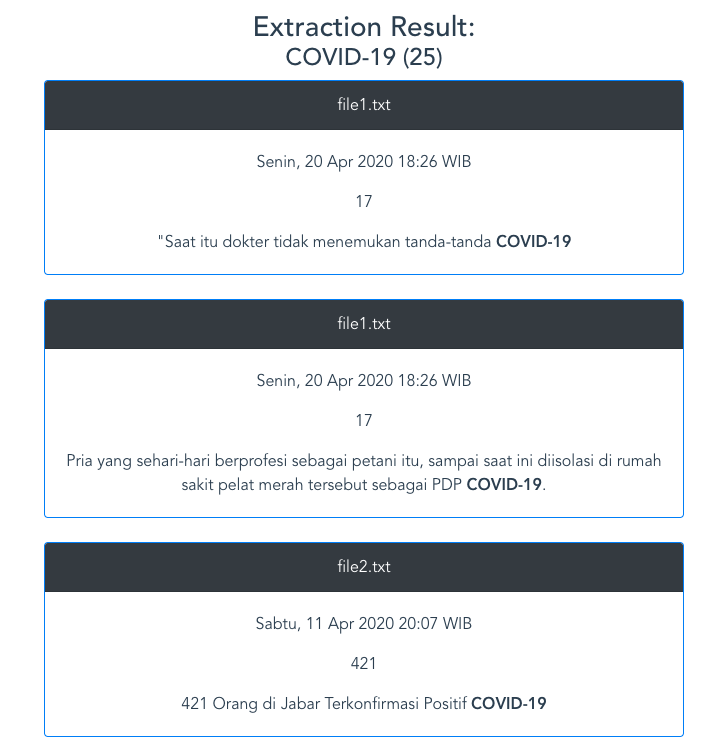 Extraction Result:
COVID-19 (25)
file1.txt
Senin, 20 Apr 2020 18:26 WIB
17
"Saat itu dokter tidak menemukan tanda-tanda COVID-19
file1.txt
Senin, 20 Apr 2020 18:26 WIB
17
Pria yang sehari-hari berprofesi sebagai petani itu, sampai saat ini diisolasi di rumah
sakit pelat merah tersebut sebagai PDP COVID-19.
file2.txt
Sabtu, 11 Apr 2020 20:07 WIB
421
421 Orang di Jabar Terkonfirmasi Positif COVID-19